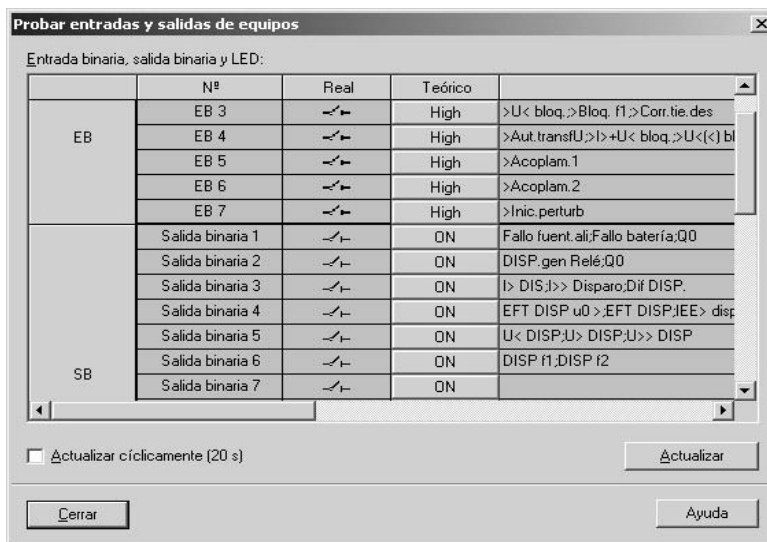 Probar entradas y salidas de equipos
Entrada binaria, salida binaria y LED:
Nº Real Teórico
EB
EB 3 High >U< bloq.;>Bloq. f1;>Corr.tie.des
EB 4 High >Aut.transfU;>I>+U< bloq.;>U<(<) bl
EB 5 High >Acoplam.1
EB 6 High >Acoplam.2
EB 7 High >Inic.perturb
SB
Salida binaria 1 ON Fallo fuent.ali;Fallo batería;Q0
Salida binaria 2 ON DISP.gen Relé;Q0
Salida binaria 3 ON I> DIS;I>> Disparo;Dif DISP.
Salida binaria 4 ON EFT DISP u0 >;EFT DISP;IEE> disp
Salida binaria 5 ON U< DISP;U> DISP;U>> DISP
Salida binaria 6 ON DISP f1;DISP f2
Salida binaria 7 ON
Actualizar cíclicamente (20 s) Actualizar
Cerrar Ayuda